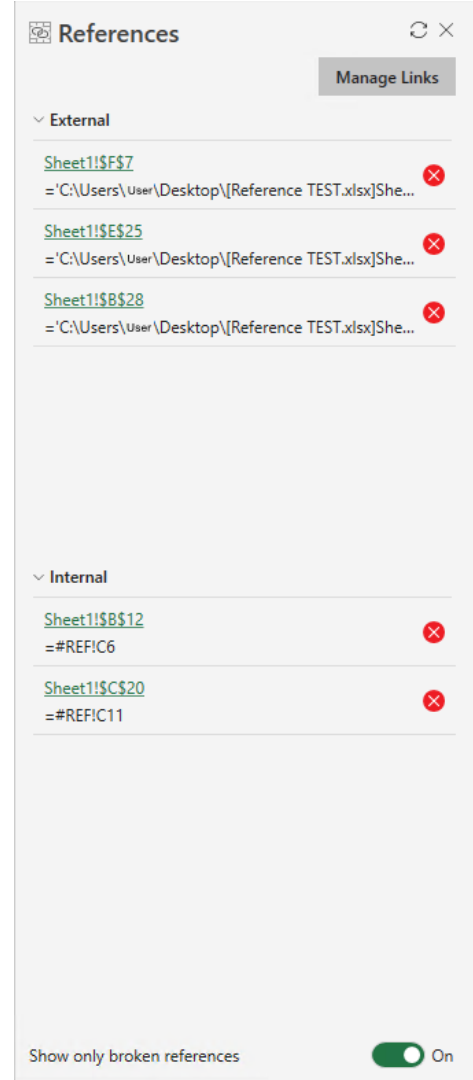 References
Manage Links
External
Sheet1!$F$7
='C:\Users\User\Desktop\[Reference TEST.xlsx]She...
Sheet1!$E$25
='C:\Users\User\Desktop\[Reference TEST.xlsx]She...
Sheet1!$B$28
='C:\Users\User\Desktop\[Reference TEST.xlsx]She...
Internal
Sheet1!$B$12
=#REF!C6
Sheet1!$C$20
=#REF!C11
Show only broken references On